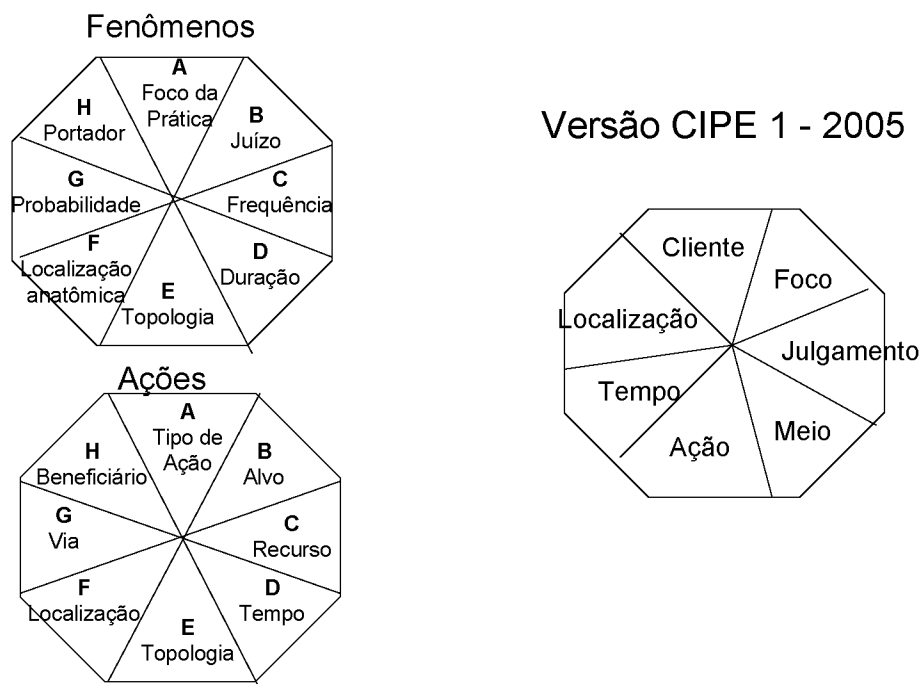 Fenômenos
A
Foco da
Prática
B
Juízo
C
Frequência
D
Duração
E
Topologia
F
Localização
anatômica
G
Probabilidade
H
Portador
Ações
A
Tipo de
Ação
B
Alvo
C
Recurso
D
Tempo
E
Topologia
F
Localização
G
Via
H
Beneficiário
Versão CIPE 1 - 2005
Cliente
Foco
Julgamento
Meio
Ação
Tempo
Localização